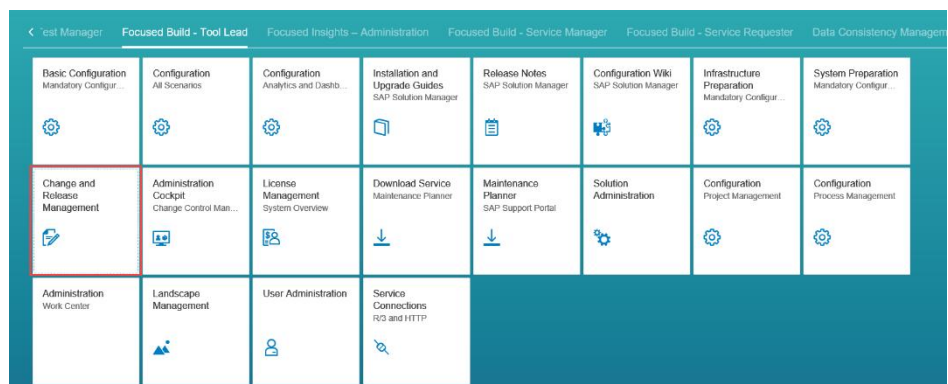 est Manager Focused Build - Tool Lead Focused Insights – Administration Focused Build - Service Manager Focused Build - Service Requester Data Consistency Managem
Basic Configuration
Mandatory Configur...
Configuration
All Scenarios
Configuration
Analytics and Dashb...
Installation and
Upgrade Guides
SAP Solution Manager
Release Notes
SAP Solution Manager
Configuration Wiki
SAP Solution Manager
Infrastructure
Preparation
Mandatory Configur...
System Preparation
Mandatory Configur...
Change and
Release
Management
Administration
Cockpit
Change Control Man...
License
Management
System Overview
Download Service
Maintenance Planner
Maintenance
Planner
SAP Support Portal
Solution
Administration
Configuration
Project Management
Configuration
Process Management
Administration
Work Center
Landscape
Management
User Administration
Service
Connections
R/3 and HTTP